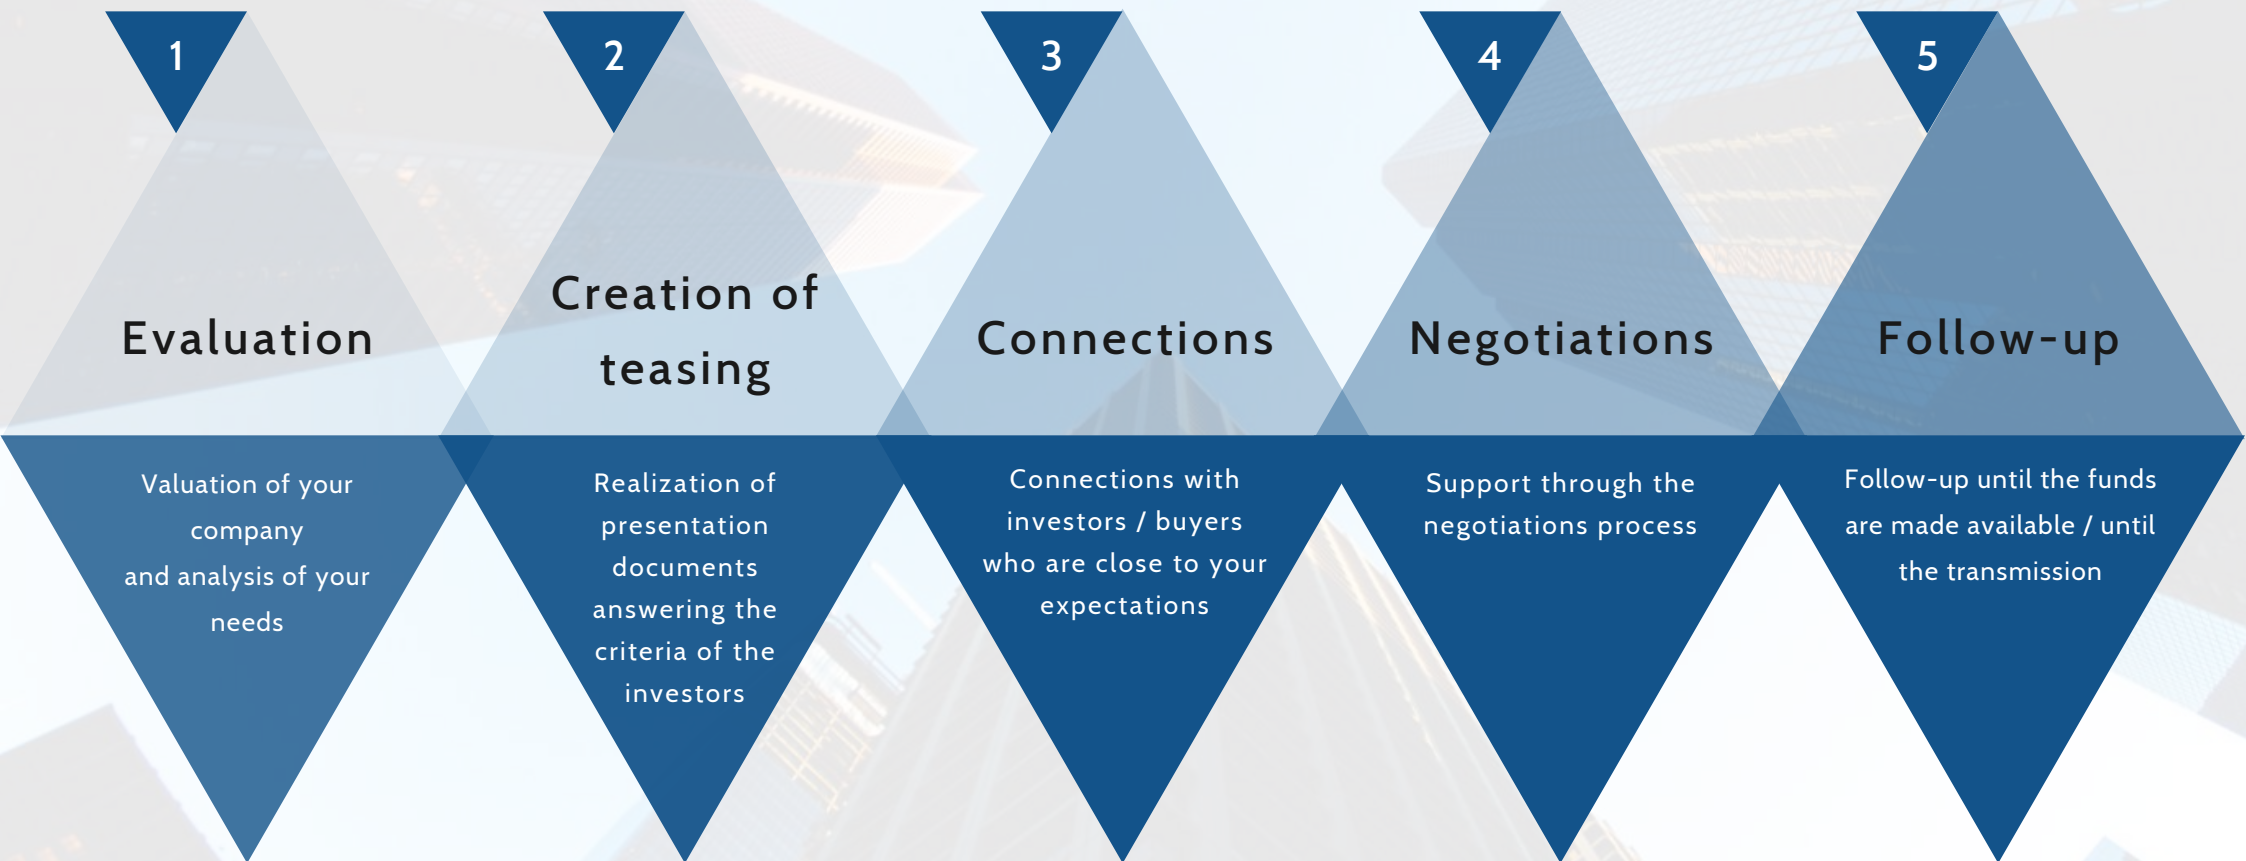 1
Evaluation
Valuation of your
company
and analysis of your
needs
2
Creation of
teasing
Realization of
presentation
documents
answering the
criteria of the
investors
3
Connections
Connections with
investors / buyers
who are close to your
expectations
4
Negotiations
Support through the
negotiations process
5
Follow-up
Follow-up until the funds
are made available / until
the transmission